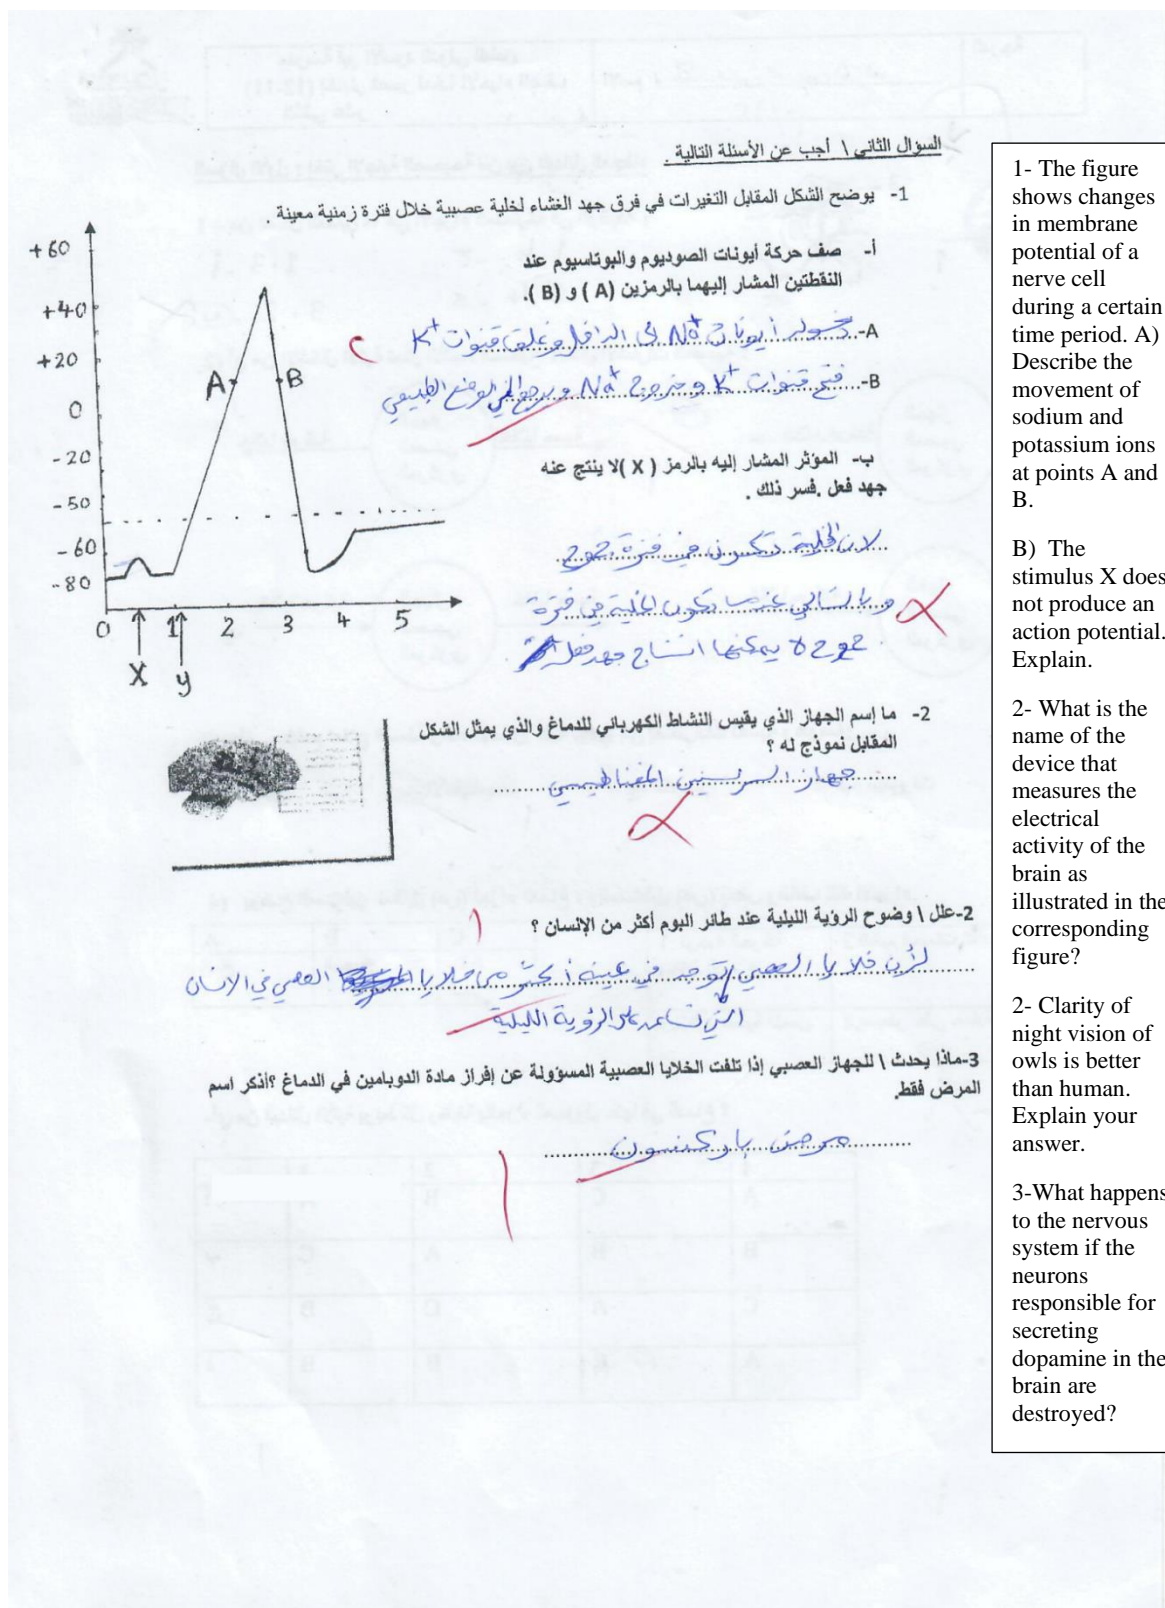 السؤال الثاني \ أجب عن الأسئلة التالية .
1- يوضح الشكل المقابل التغيرات في فرق جهد الغشاء لخلية عصبية خلال فترة زمنية معينة .
أ- صف حركة أيونات الصوديوم والبوتاسيوم عند
النقطتين المشار إليهما بالرمزين (A ) و (B ).
A- دخول أيونات Na+ الى الداخل وغلق قنوات K+
B- فتح قنوات K+ وخروج Na+ ويرجع الى الوضع الطبيعي
ب- المؤثر المشار إليه بالرمز ( X )لا ينتج عنه
جهد فعل .فسر ذلك .
لان الخلية تكون في فترة جموح
وبالتالي عندما تكون الخلية في فترة
جموح لا يمكنها انتاج جهد فعل
+60
+40
+20
0
-20
-50
-60
-80
A
B
0 1 2 3 4 5
X y
2- ما إسم الجهاز الذي يقيس النشاط الكهربائي للدماغ والذي يمثل الشكل
المقابل نموذج له ؟
جهاز الرنين المغناطيسي
2-علل \ وضوح الرؤية الليلية عند طائر البوم أكثر من الإنسان ؟
لأن خلايا العصي توجد في عينه أكثر من خلايا العصي في الانسان
التي تساعد على الرؤية الليلية
3-ماذا يحدث \ للجهاز العصبي إذا تلفت الخلايا العصبية المسؤولة عن إفراز مادة الدوبامين في الدماغ ؟أذكر اسم
المرض فقط.
مرض باركنسون
1- The figure
shows changes
in membrane
potential of a
nerve cell
during a certain
time period. A)
Describe the
movement of
sodium and
potassium ions
at points A and
B.
B) The
stimulus X does
not produce an
action potential.
Explain.
2- What is the
name of the
device that
measures the
electrical
activity of the
brain as
illustrated in the
corresponding
figure?
2- Clarity of
night vision of
owls is better
than human.
Explain your
answer.
3-What happens
to the nervous
system if the
neurons
responsible for
secreting
dopamine in the
brain are
destroyed?